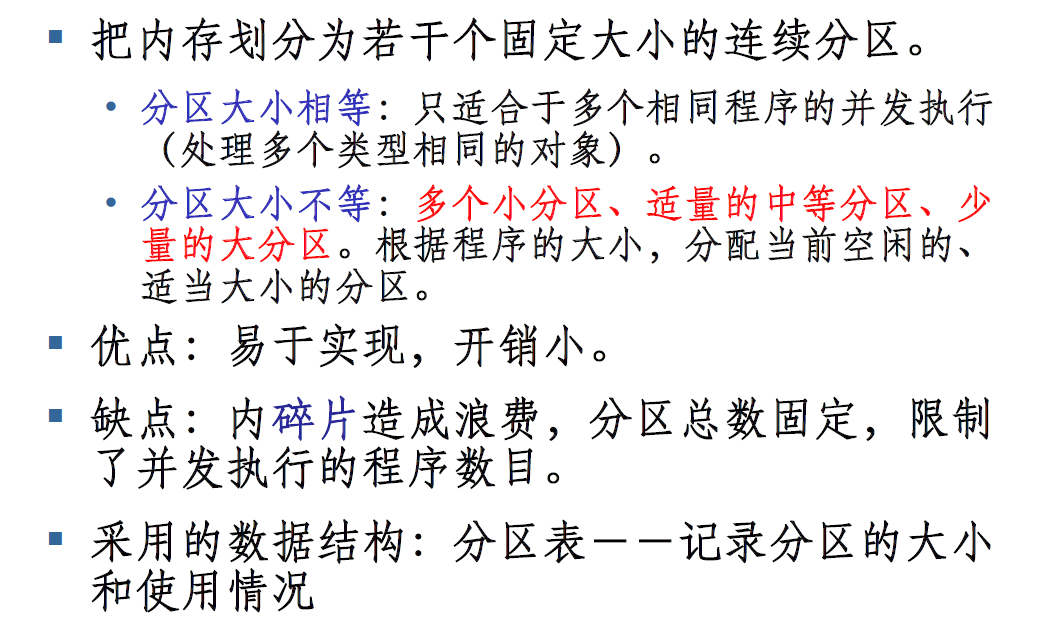 把内存划分为若干个固定大小的连续分区。
分区大小相等：只适合于多个相同程序的并发执行
（处理多个类型相同的对象）。
分区大小不等：多个小分区、适量的中等分区、少
量的大分区。根据程序的大小，分配当前空闲的、
适当大小的分区。
优点：易于实现，开销小。
缺点：内碎片造成浪费，分区总数固定，限制
了并发执行的程序数目。
采用的数据结构：分区表－－记录分区的大小
和使用情况